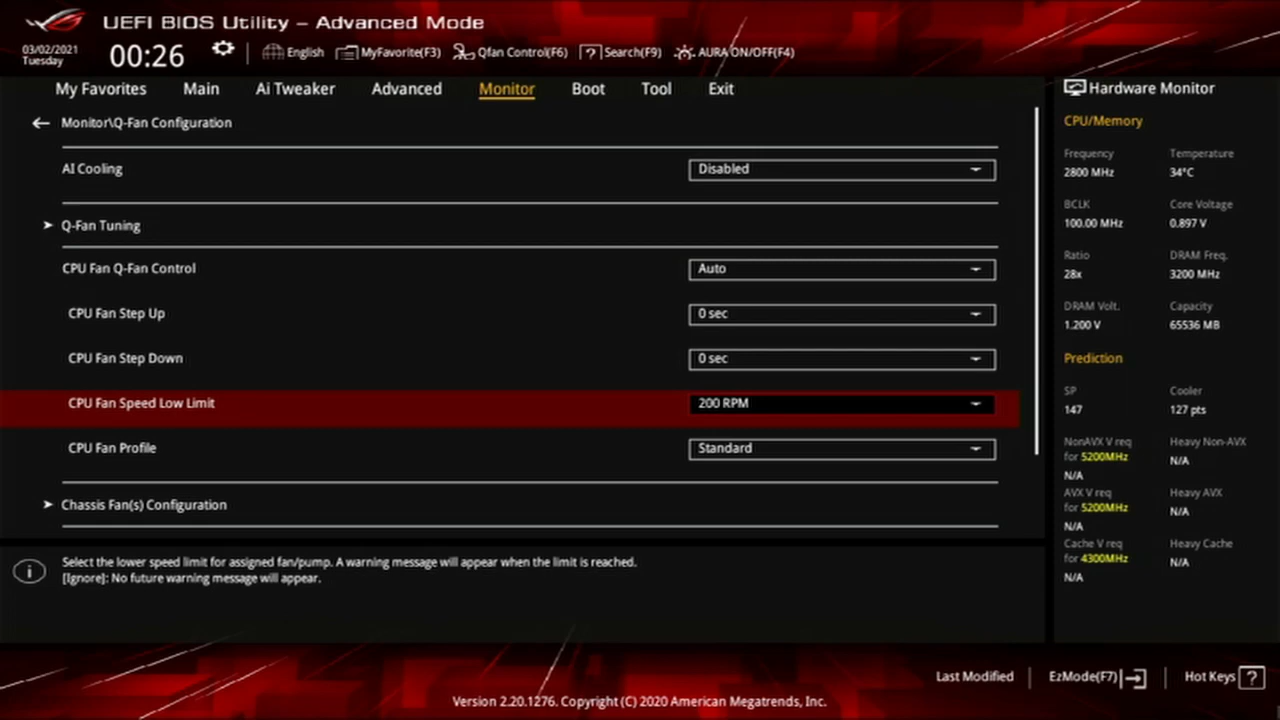 UEFI BIOS Utility – Advanced Mode
03/02/2021
Tuesday
00:26
English
MyFavorite(F3)
Qfan Control(F6)
? Search(F9)
AURA ON/OFF(F4)
My Favorites
Main
Ai Tweaker
Advanced
Monitor
Boot
Tool
Exit
Monitor\Q-Fan Configuration
AI Cooling
Disabled
Q-Fan Tuning
CPU Fan Q-Fan Control
Auto
CPU Fan Step Up
0 sec
CPU Fan Step Down
0 sec
CPU Fan Speed Low Limit
200 RPM
CPU Fan Profile
Standard
Chassis Fan(s) Configuration
Select the lower speed limit for assigned fan/pump. A warning message will appear when the limit is reached.
[Ignore]: No future warning message will appear.
Hardware Monitor
CPU/Memory
Frequency
Temperature
2800 MHz
34°C
BCLK
Core Voltage
100.00 MHz
0.897 V
Ratio
DRAM Freq.
28x
3200 MHz
DRAM Volt.
Capacity
1.200 V
65536 MB
Prediction
SP
Cooler
147
127 pts
NonAVX V req
Heavy Non-AVX
for 5200MHz
N/A
N/A
AVX V req
Heavy AVX
for 5200MHz
N/A
N/A
Cache V req
Heavy Cache
for 4300MHz
N/A
N/A
Last Modified
EzMode(F7)
Hot Keys ?
Version 2.20.1276. Copyright (C) 2020 American Megatrends, Inc.